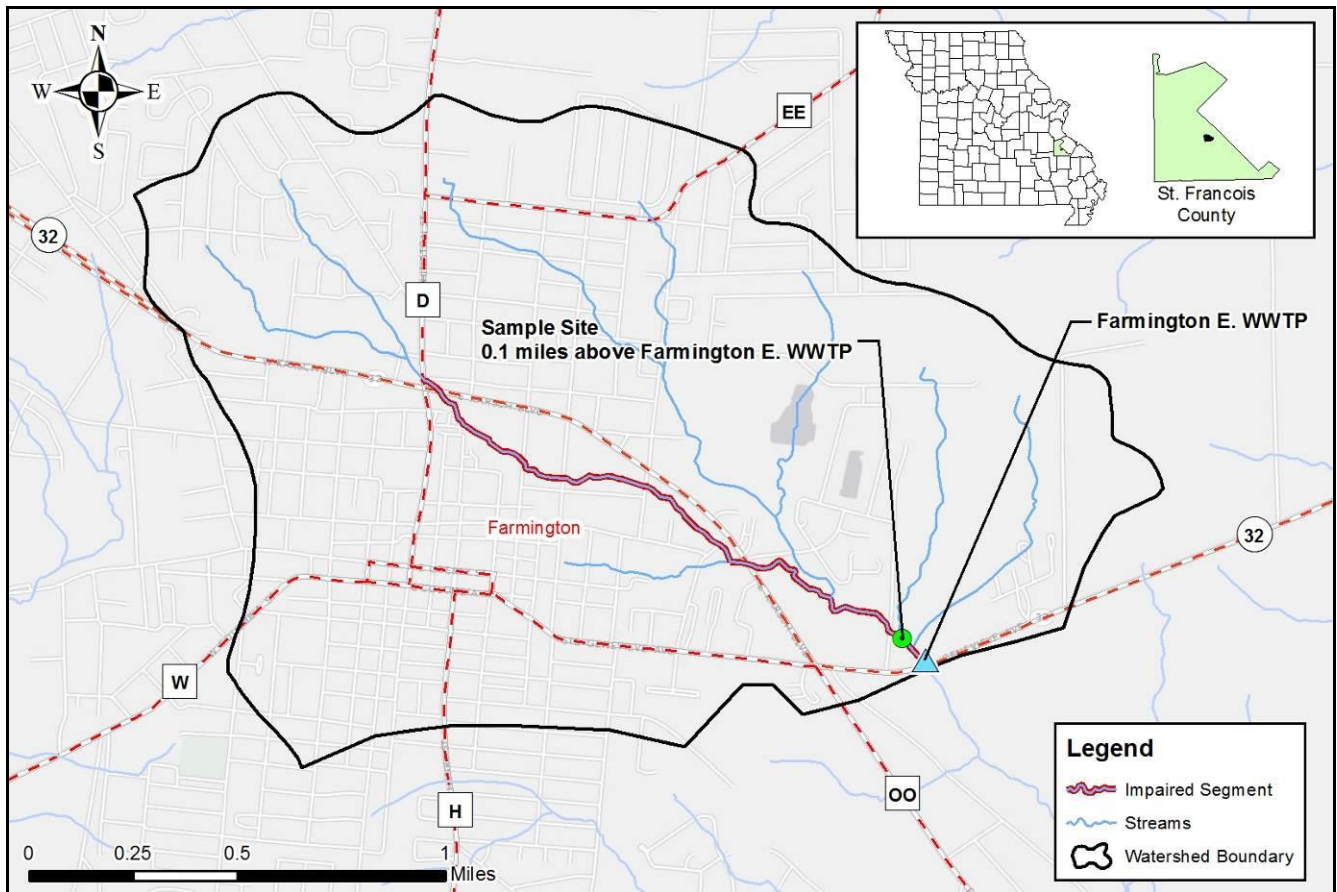 N
W
E
S
EE
32
St. Francois
County
D
Sample Site
0.1 miles above Farmington E. WWTP
Farmington E. WWTP
Farmington
32
W
H
OO
Legend
Impaired Segment
Streams
Watershed Boundary
0 0.25 0.5 1
Miles